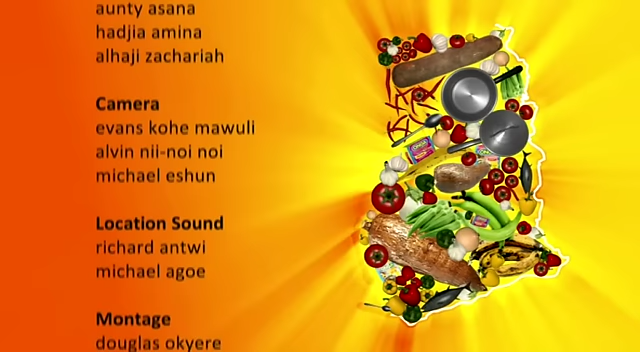 aunty asana
hadjia amina
alhaji zachariah
Camera
evans kohe mawuli
alvin nii-noi noi
michael eshun
Location Sound
richard antwi
michael agoe
Montage
douglas okyere